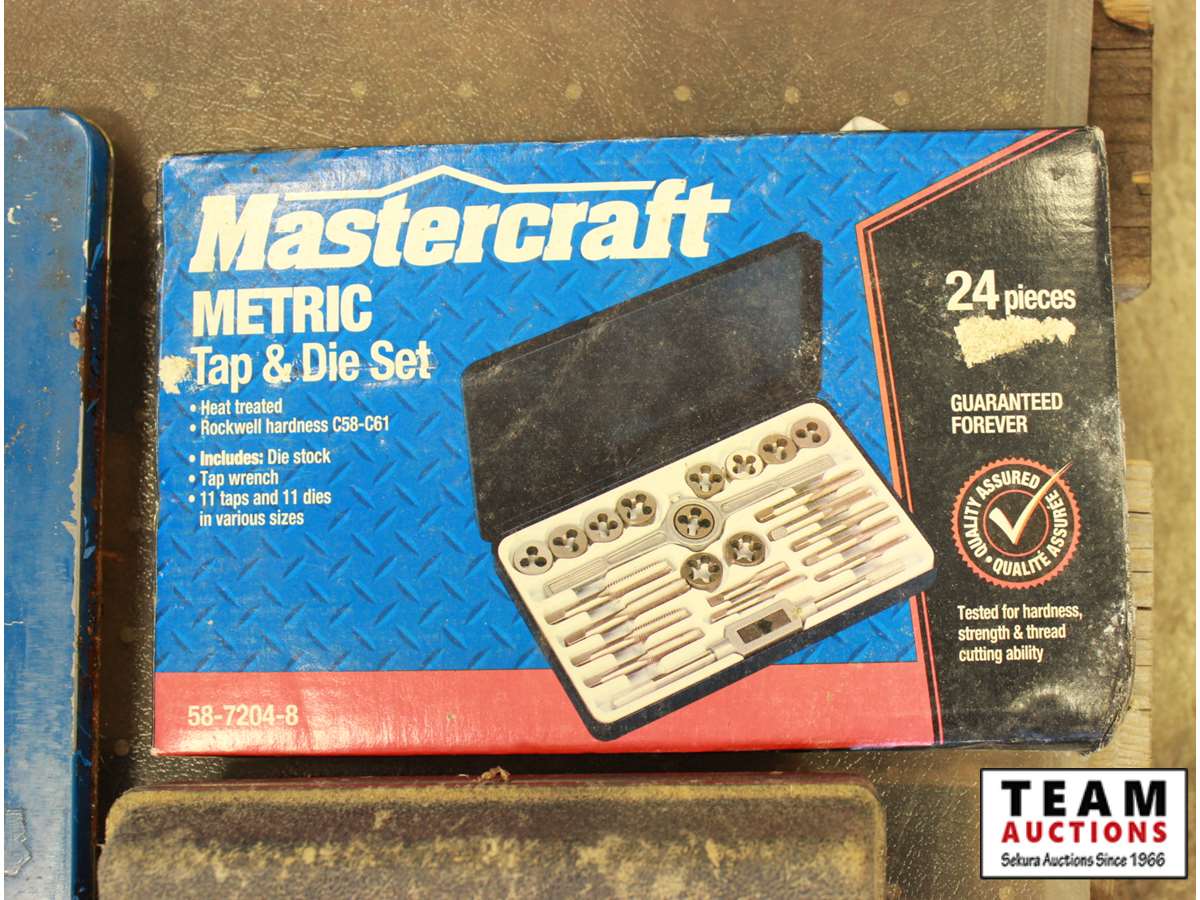 Mastercraft
METRIC
Tap & Die Set
• Heat treated
• Rockwell hardness C58-C61
• Includes: Die stock
• Tap wrench
• 11 taps and 11 dies
in various sizes
58-7204-8
24 pieces
GUARANTEED
FOREVER
QUALITY ASSURED
• QUALITÉ ASSURÉE •
Tested for hardness,
strength & thread
cutting ability
TEAM
AUCTIONS
Sekura Auctions Since 1966